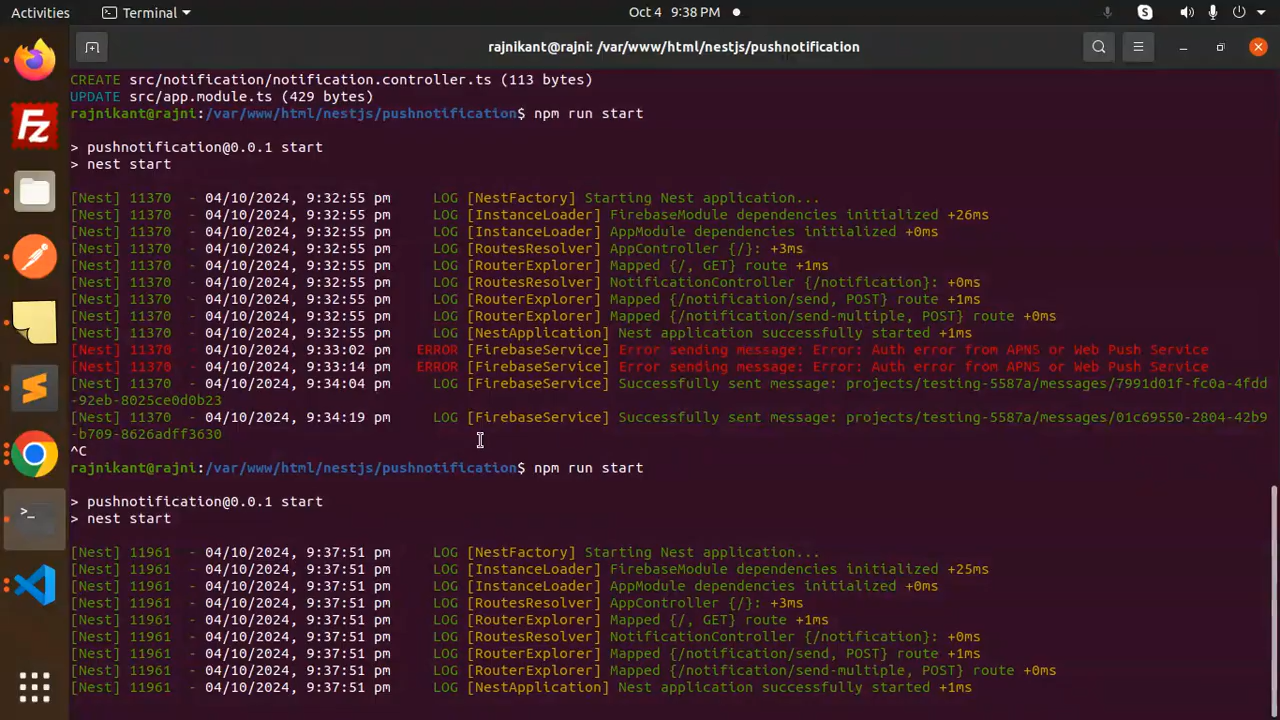 Activities
Terminal
Oct 4 9:38 PM
rajnikant@rajni: /var/www/html/nestjs/pushnotification
CREATE src/notification/notification.controller.ts (113 bytes)
UPDATE src/app.module.ts (429 bytes)
rajnikant@rajni:/var/www/html/nestjs/pushnotification$ npm run start
> pushnotification@0.0.1 start
> nest start
[Nest] 11370  - 04/10/2024, 9:32:55 pm     LOG [NestFactory] Starting Nest application...
[Nest] 11370  - 04/10/2024, 9:32:55 pm     LOG [InstanceLoader] FirebaseModule dependencies initialized +26ms
[Nest] 11370  - 04/10/2024, 9:32:55 pm     LOG [InstanceLoader] AppModule dependencies initialized +0ms
[Nest] 11370  - 04/10/2024, 9:32:55 pm     LOG [RoutesResolver] AppController {/}: +3ms
[Nest] 11370  - 04/10/2024, 9:32:55 pm     LOG [RouterExplorer] Mapped {/, GET} route +1ms
[Nest] 11370  - 04/10/2024, 9:32:55 pm     LOG [RoutesResolver] NotificationController {/notification}: +0ms
[Nest] 11370  - 04/10/2024, 9:32:55 pm     LOG [RouterExplorer] Mapped {/notification/send, POST} route +1ms
[Nest] 11370  - 04/10/2024, 9:32:55 pm     LOG [RouterExplorer] Mapped {/notification/send-multiple, POST} route +0ms
[Nest] 11370  - 04/10/2024, 9:32:55 pm     LOG [NestApplication] Nest application successfully started +1ms
[Nest] 11370  - 04/10/2024, 9:33:02 pm   ERROR [FirebaseService] Error sending message: Error: Auth error from APNS or Web Push Service
[Nest] 11370  - 04/10/2024, 9:33:14 pm   ERROR [FirebaseService] Error sending message: Error: Auth error from APNS or Web Push Service
[Nest] 11370  - 04/10/2024, 9:34:04 pm     LOG [FirebaseService] Successfully sent message: projects/testing-5587a/messages/7991d01f-fc0a-4fdd
-92eb-8025ce0d0b23
[Nest] 11370  - 04/10/2024, 9:34:19 pm     LOG [FirebaseService] Successfully sent message: projects/testing-5587a/messages/01c69550-2804-42b9
-b709-8626adff3630
^C
rajnikant@rajni:/var/www/html/nestjs/pushnotification$ npm run start
> pushnotification@0.0.1 start
> nest start
[Nest] 11961  - 04/10/2024, 9:37:51 pm     LOG [NestFactory] Starting Nest application...
[Nest] 11961  - 04/10/2024, 9:37:51 pm     LOG [InstanceLoader] FirebaseModule dependencies initialized +25ms
[Nest] 11961  - 04/10/2024, 9:37:51 pm     LOG [InstanceLoader] AppModule dependencies initialized +0ms
[Nest] 11961  - 04/10/2024, 9:37:51 pm     LOG [RoutesResolver] AppController {/}: +3ms
[Nest] 11961  - 04/10/2024, 9:37:51 pm     LOG [RouterExplorer] Mapped {/, GET} route +1ms
[Nest] 11961  - 04/10/2024, 9:37:51 pm     LOG [RoutesResolver] NotificationController {/notification}: +0ms
[Nest] 11961  - 04/10/2024, 9:37:51 pm     LOG [RouterExplorer] Mapped {/notification/send, POST} route +1ms
[Nest] 11961  - 04/10/2024, 9:37:51 pm     LOG [RouterExplorer] Mapped {/notification/send-multiple, POST} route +0ms
[Nest] 11961  - 04/10/2024, 9:37:51 pm     LOG [NestApplication] Nest application successfully started +1ms